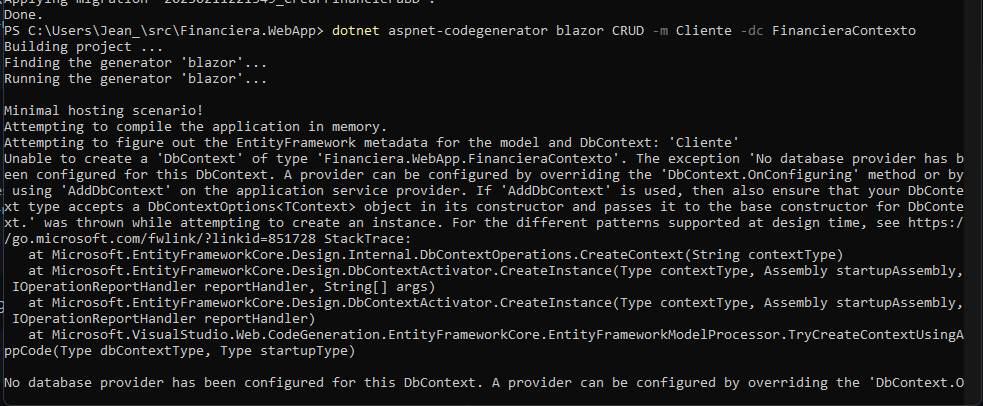 Applying migration '20250211221349_CrearFinancieraBD'.
Done.
PS C:\Users\Jean_\src\Financiera.WebApp> dotnet aspnet-codegenerator blazor CRUD -m Cliente -dc FinancieraContexto
Building project ...
Finding the generator 'blazor'...
Running the generator 'blazor'...
Minimal hosting scenario!
Attempting to compile the application in memory.
Attempting to figure out the EntityFramework metadata for the model and DbContext: 'Cliente'
Unable to create a 'DbContext' of type 'Financiera.WebApp.FinancieraContexto'. The exception 'No database provider has b
een configured for this DbContext. A provider can be configured by overriding the 'DbContext.OnConfiguring' method or by
using 'AddDbContext' on the application service provider. If 'AddDbContext' is used, then also ensure that your DbConte
xt type accepts a DbContextOptions<TContext> object in its constructor and passes it to the base constructor for DbConte
xt.' was thrown while attempting to create an instance. For the different patterns supported at design time, see https:/
/go.microsoft.com/fwlink/?linkid=851728 StackTrace:
at Microsoft.EntityFrameworkCore.Design.Internal.DbContextOperations.CreateContext(String contextType)
at Microsoft.EntityFrameworkCore.Design.DbContextActivator.CreateInstance(Type contextType, Assembly startupAssembly,
IOperationReportHandler reportHandler, String[] args)
at Microsoft.EntityFrameworkCore.Design.DbContextActivator.CreateInstance(Type contextType, Assembly startupAssembly,
IOperationReportHandler reportHandler)
at Microsoft.VisualStudio.Web.CodeGeneration.EntityFrameworkCore.EntityFrameworkModelProcessor.TryCreateContextUsingA
ppCode(Type dbContextType, Type startupType)
No database provider has been configured for this DbContext. A provider can be configured by overriding the 'DbContext.O